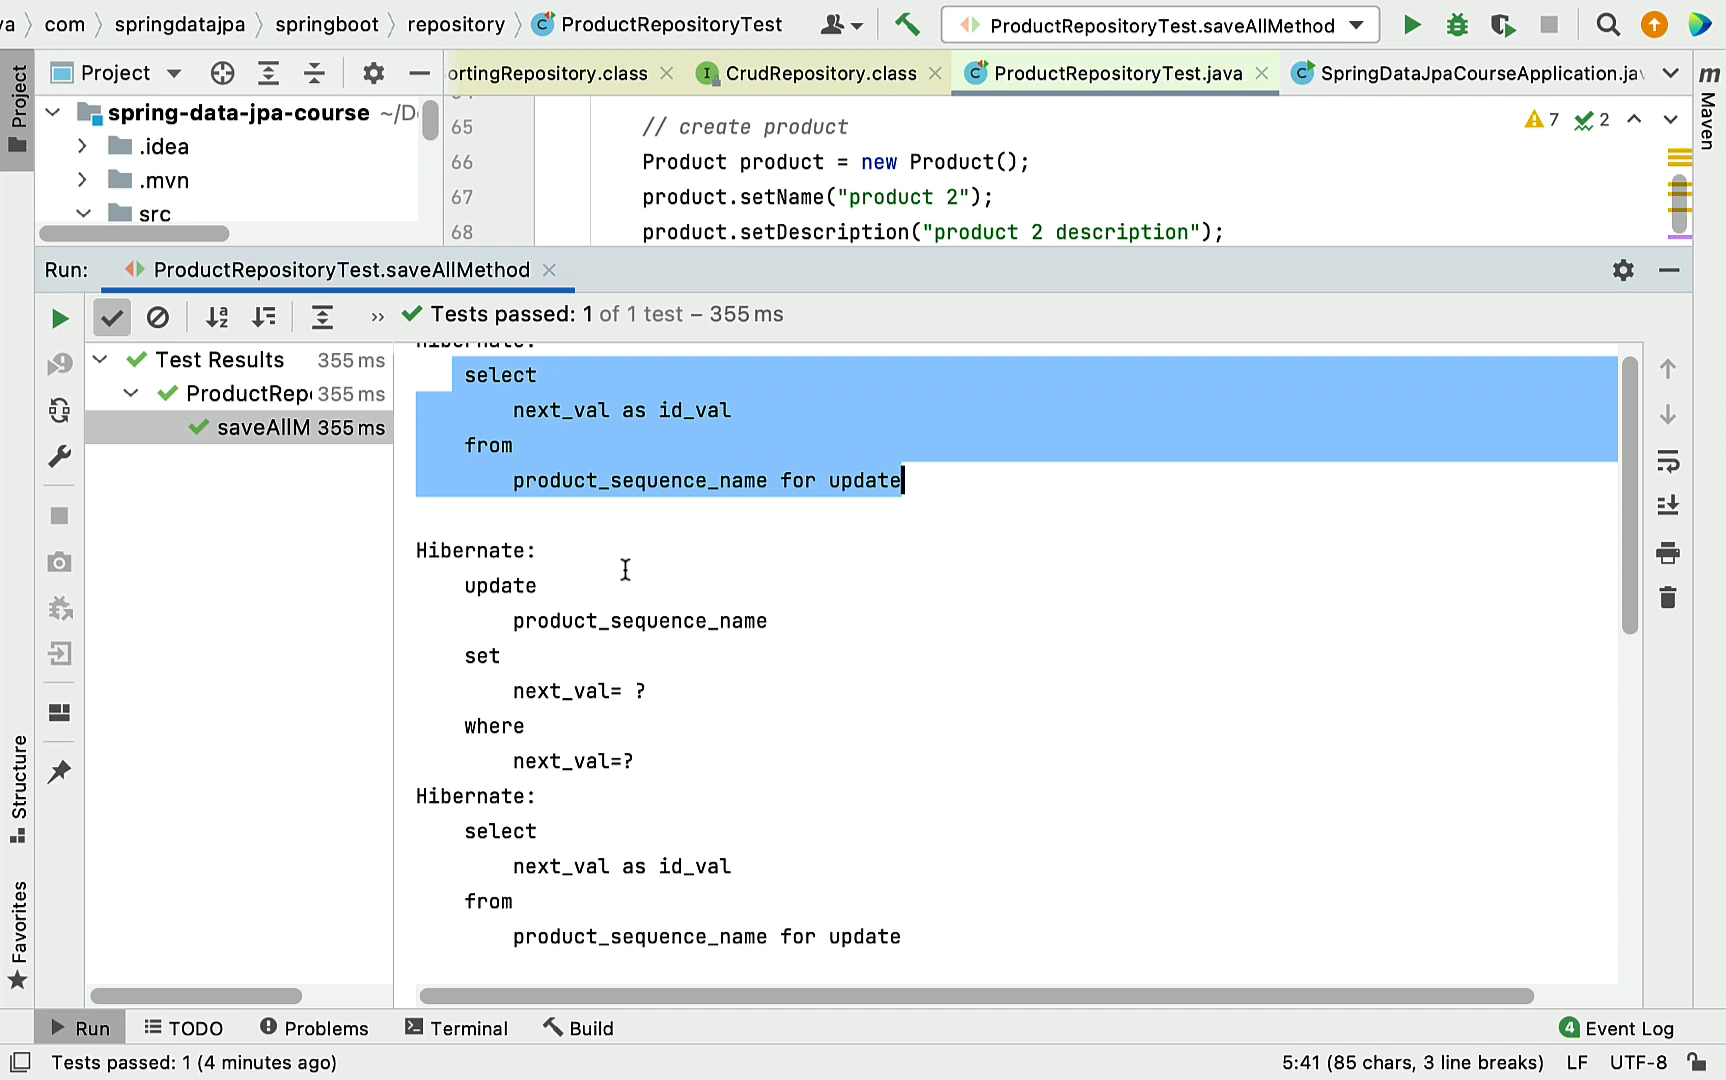 va com springdatajpa springboot repository ProductRepositoryTest ProductRepositoryTest.saveAllMethod
Project ortingRepository.class CrudRepository.class ProductRepositoryTest.java SpringDataJpaCourseApplication.jav
Project
Maven
spring-data-jpa-course ~/D
.idea
.mvn
src
65 // create product
66 Product product = new Product();
67 product.setName("product 2");
68 product.setDescription("product 2 description");
7 2
Run: ProductRepositoryTest.saveAllMethod
Tests passed: 1 of 1 test – 355 ms
Test Results 355 ms
ProductRep 355 ms
saveAllM 355 ms
Hibernate:
select
next_val as id_val
from
product_sequence_name for update
Hibernate:
update
product_sequence_name
set
next_val= ?
where
next_val=?
Hibernate:
select
next_val as id_val
from
product_sequence_name for update
Structure
Favorites
Run TODO Problems Terminal Build 4 Event Log
Tests passed: 1 (4 minutes ago) 5:41 (85 chars, 3 line breaks) LF UTF-8